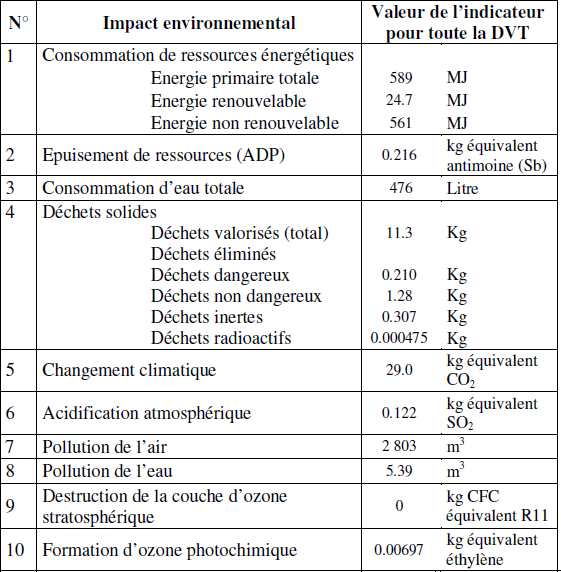 N° Impact environnemental Valeur de l'indicateur pour toute la DVT
1 Consommation de ressources énergétiques
Energie primaire totale 589 MJ
Energie renouvelable 24.7 MJ
Energie non renouvelable 561 MJ
2 Epuisement de ressources (ADP) 0.216 kg équivalent antimoine (Sb)
3 Consommation d'eau totale 476 Litre
4 Déchets solides
Déchets valorisés (total) 11.3 Kg
Déchets éliminés
Déchets dangereux 0.210 Kg
Déchets non dangereux 1.28 Kg
Déchets inertes 0.307 Kg
Déchets radioactifs 0.000475 Kg
5 Changement climatique 29.0 kg équivalent CO₂
6 Acidification atmosphérique 0.122 kg équivalent SO₂
7 Pollution de l'air 2 803 m³
8 Pollution de l'eau 5.39 m³
9 Destruction de la couche d'ozone stratosphérique 0 kg CFC équivalent R11
10 Formation d'ozone photochimique 0.00697 kg équivalent éthylène